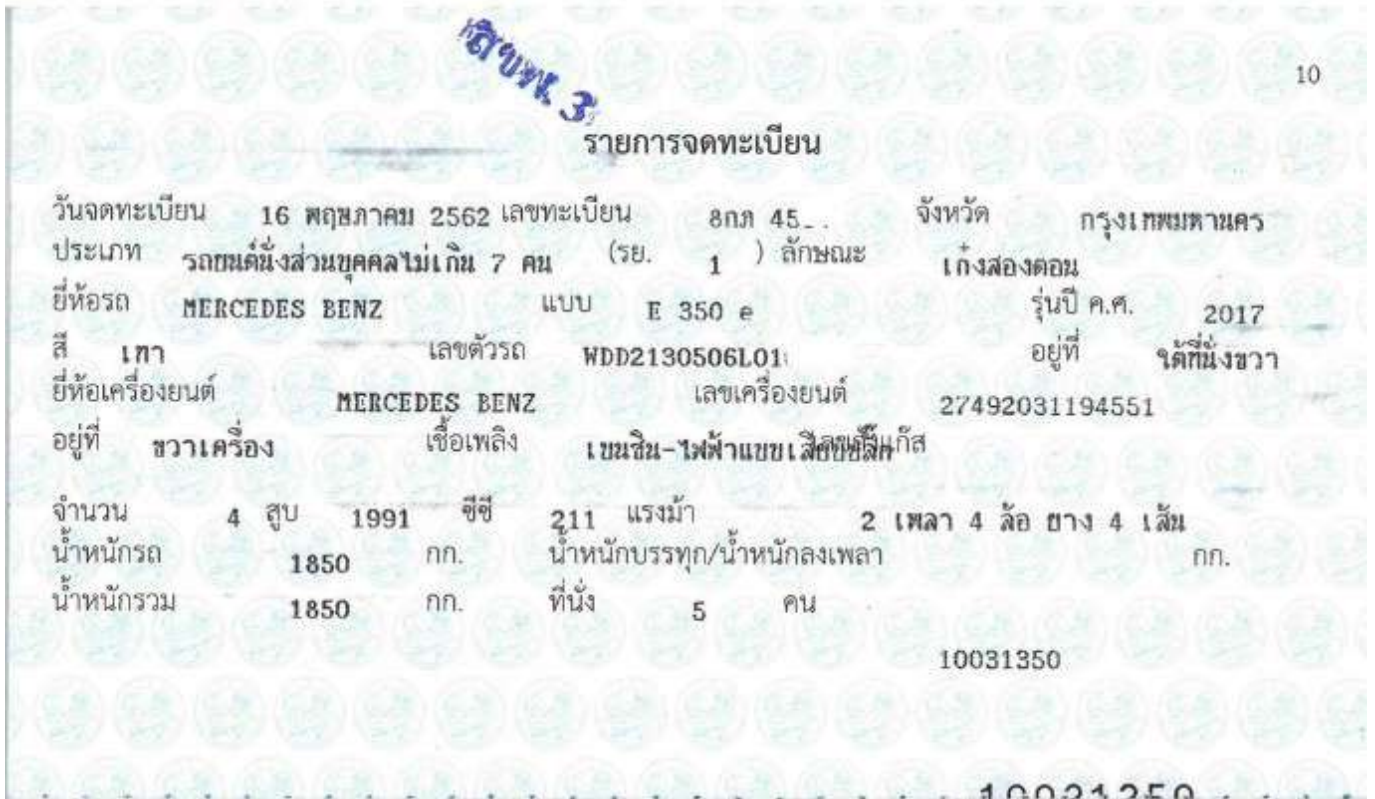 สขพ. 3
10
รายการจดทะเบียน
วันจดทะเบียน 16 พฤษภาคม 2562 เลขทะเบียน 8กภ 45 จังหวัด กรุงเทพมหานคร
ประเภท รถยนต์นั่งส่วนบุคคลไม่เกิน 7 คน (รย. 1 ) ลักษณะ เก๋งสองตอน
ยี่ห้อรถ MERCEDES BENZ แบบ E 350 e รุ่นปี ค.ศ. 2017
สี เทา เลขตัวรถ WDD2130506L01 อยู่ที่ ใต้ที่นั่งขวา
ยี่ห้อเครื่องยนต์ MERCEDES BENZ เลขเครื่องยนต์ 27492031194551
อยู่ที่ ขวาเครื่อง เชื้อเพลิง เบนซิน-ไฟฟ้าแบบเสียบปลั๊ก เลขถังแก๊ส
จำนวน 4 สูบ 1991 ซีซี 211 แรงม้า 2 เพลา 4 ล้อ ยาง 4 เส้น
น้ำหนักรถ 1850 กก. น้ำหนักบรรทุก/น้ำหนักลงเพลา กก.
น้ำหนักรวม 1850 กก. ที่นั่ง 5 คน
10031350